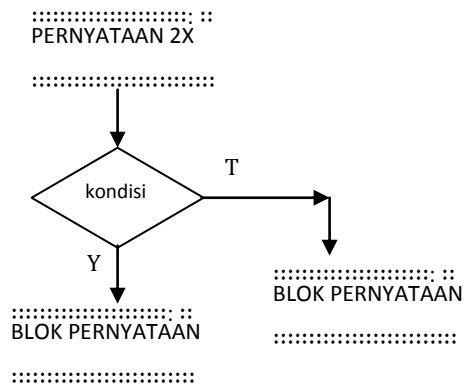 PERNYATAAN 2X
kondisi
T
Y
BLOK PERNYATAAN
BLOK PERNYATAAN